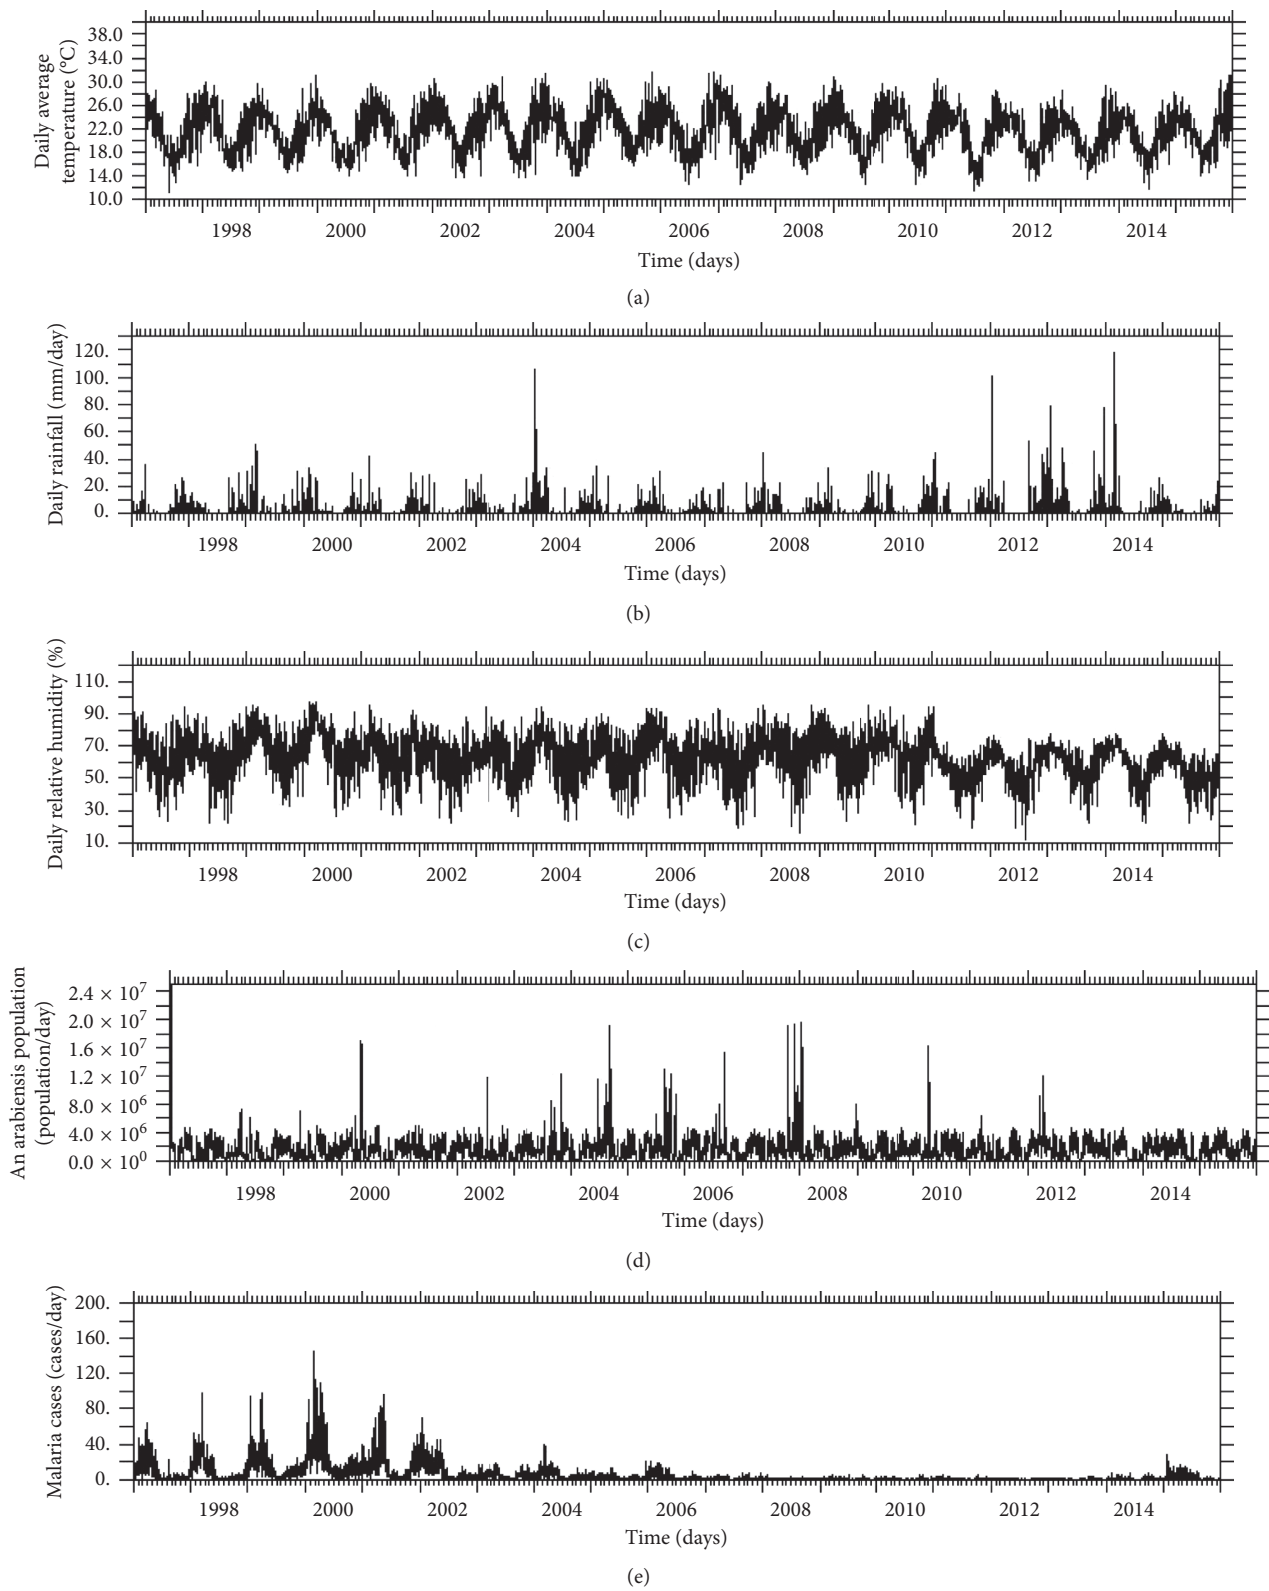 Daily average
temperature (°C)
38.0
34.0
30.0
26.0
22.0
18.0
14.0
10.0
1998 2000 2002 2004 2006 2008 2010 2012 2014
Time (days)
(a)
Daily rainfall (mm/day)
120.
100.
80.
60.
40.
20.
0.
1998 2000 2002 2004 2006 2008 2010 2012 2014
Time (days)
(b)
Daily relative humidity (%)
110.
90.
70.
50.
30.
10.
1998 2000 2002 2004 2006 2008 2010 2012 2014
Time (days)
(c)
An arabiensis population
(population/day)
2.4 × 10⁷
2.0 × 10⁷
1.6 × 10⁷
1.2 × 10⁷
8.0 × 10⁶
4.0 × 10⁶
0.0 × 10⁰
1998 2000 2002 2004 2006 2008 2010 2012 2014
Time (days)
(d)
Malaria cases (cases/day)
200.
160.
120.
80.
40.
0.
1998 2000 2002 2004 2006 2008 2010 2012 2014
Time (days)
(e)